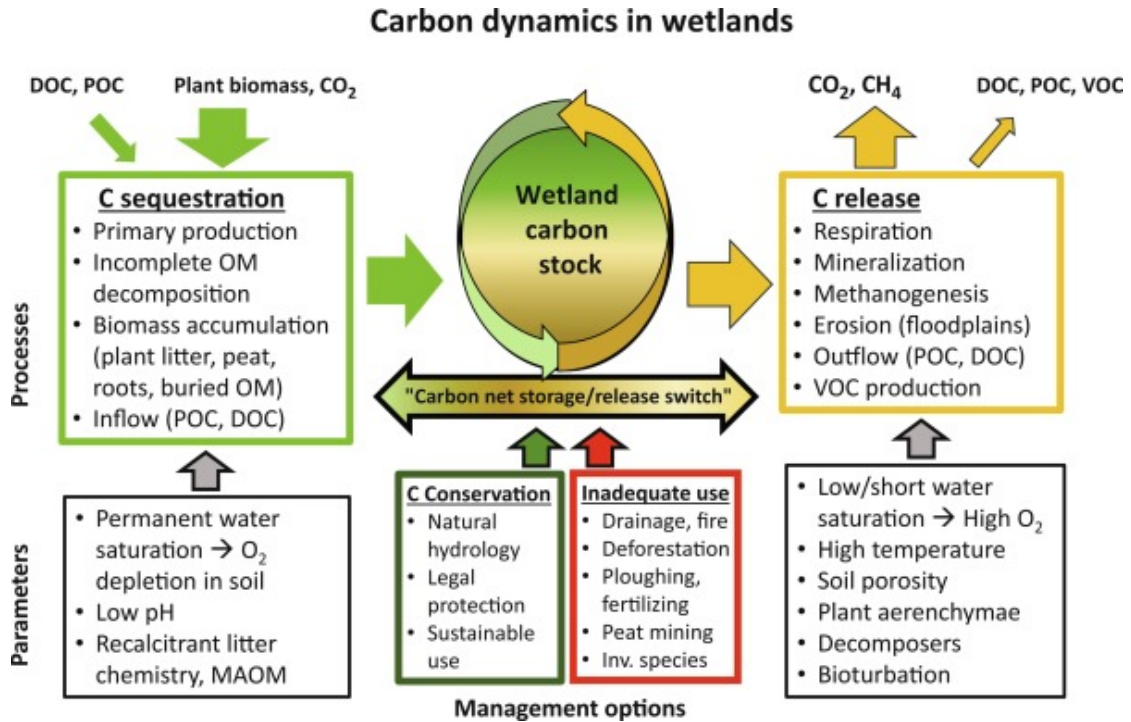 Carbon dynamics in wetlands
DOC, POC
Plant biomass, CO₂
CO₂, CH₄
DOC, POC, VOC
Processes
C sequestration
• Primary production
• Incomplete OM
decomposition
• Biomass accumulation
(plant litter, peat,
roots, buried OM)
• Inflow (POC, DOC)
Wetland
carbon
stock
"Carbon net storage/release switch"
C release
• Respiration
• Mineralization
• Methanogenesis
• Erosion (floodplains)
• Outflow (POC, DOC)
• VOC production
Parameters
• Permanent water
saturation → O₂
depletion in soil
• Low pH
• Recalcitrant litter
chemistry, MAOM
C Conservation
• Natural
hydrology
• Legal
protection
• Sustainable
use
Inadequate use
• Drainage, fire
• Deforestation
• Ploughing,
fertilizing
• Peat mining
• Inv. species
• Low/short water
saturation → High O₂
• High temperature
• Soil porosity
• Plant aerenchymae
• Decomposers
• Bioturbation
Management options